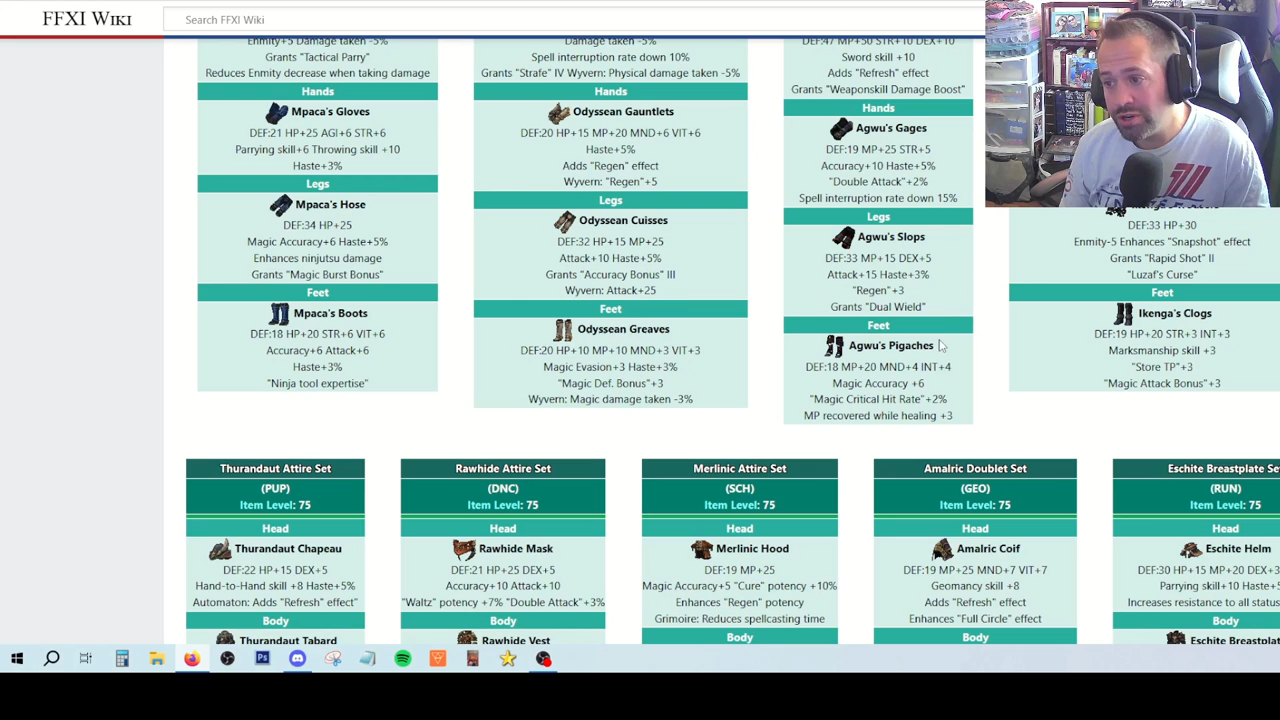 FFXI WIKI
Search FFXI Wiki
Enmity+5 Damage taken -5%
Grants "Tactical Parry"
Reduces Enmity decrease when taking damage
Hands
Mpaca's Gloves
DEF:21 HP+25 AGI+6 STR+6
Parrying skill+6 Throwing skill +10
Haste+3%
Legs
Mpaca's Hose
DEF:34 HP+25
Magic Accuracy+6 Haste+5%
Enhances ninjutsu damage
Grants "Magic Burst Bonus"
Feet
Mpaca's Boots
DEF:18 HP+20 STR+6 VIT+6
Accuracy+6 Attack+6
Haste+3%
"Ninja tool expertise"
Damage taken -5%
Spell interruption rate down 10%
Grants "Strafe" IV Wyvern: Physical damage taken -5%
Hands
Odyssean Gauntlets
DEF:20 HP+15 MP+20 MND+6 VIT+6
Haste+5%
Adds "Regen" effect
Wyvern: "Regen"+5
Legs
Odyssean Cuisses
DEF:32 HP+15 MP+25
Attack+10 Haste+5%
Grants "Accuracy Bonus" III
Wyvern: Attack+25
Feet
Odyssean Greaves
DEF:20 HP+10 MP+10 MND+3 VIT+3
Magic Evasion+3 Haste+3%
"Magic Def. Bonus"+3
Wyvern: Magic damage taken -3%
DEF:47 MP+50 STR+10 DEX+10
Sword skill +10
Adds "Refresh" effect
Grants "Weaponskill Damage Boost"
Hands
Agwu's Gages
DEF:19 MP+25 STR+5
Accuracy+10 Haste+5%
"Double Attack"+2%
Spell interruption rate down 15%
Legs
Agwu's Slops
DEF:33 MP+15 DEX+5
Attack+15 Haste+3%
"Regen"+3
Grants "Dual Wield"
Feet
Agwu's Pigaches
DEF:18 MP+20 MND+4 INT+4
Magic Accuracy +6
"Magic Critical Hit Rate"+2%
MP recovered while healing +3
DEF:33 HP+30
Enmity-5 Enhances "Snapshot" effect
Grants "Rapid Shot" II
"Luzaf's Curse"
Feet
Ikenga's Clogs
DEF:19 HP+20 STR+3 INT+3
Marksmanship skill +3
"Store TP"+3
"Magic Attack Bonus"+3
Thurandaut Attire Set
(PUP)
Item Level: 75
Head
Thurandaut Chapeau
DEF:22 HP+15 DEX+5
Hand-to-Hand skill +8 Haste+5%
Automaton: Adds "Refresh" effect"
Body
Thurandaut Tabard
Rawhide Attire Set
(DNC)
Item Level: 75
Head
Rawhide Mask
DEF:21 HP+25 DEX+5
Accuracy+10 Attack+10
"Waltz" potency +7% "Double Attack"+3%
Body
Rawhide Vest
Merlinic Attire Set
(SCH)
Item Level: 75
Head
Merlinic Hood
DEF:19 MP+25
Magic Accuracy+5 "Cure" potency +10%
Enhances "Regen" potency
Grimoire: Reduces spellcasting time
Body
Amalric Doublet Set
(GEO)
Item Level: 75
Head
Amalric Coif
DEF:19 MP+25 MND+7 VIT+7
Geomancy skill +8
Adds "Refresh" effect
Enhances "Full Circle" effect
Body
Eschite Breastplate Se
(RUN)
Item Level: 75
Head
Eschite Helm
DEF:30 HP+15 MP+20 DEX+
Parrying skill+10 Haste+
Increases resistance to all status
Body
Eschite Breastplat